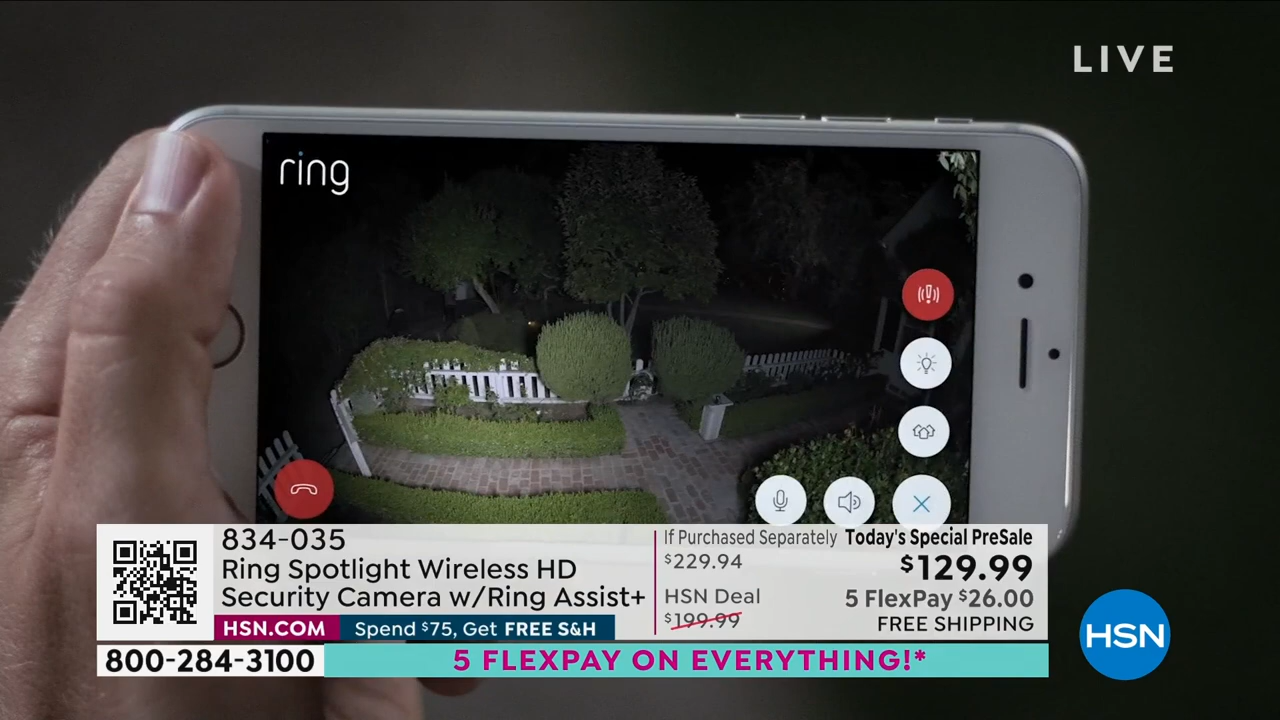 LIVE
ring
834-035
Ring Spotlight Wireless HD
Security Camera w/Ring Assist+
HSN.COM
Spend $75, Get FREE S&H
If Purchased Separately
$229.94
HSN Deal
$199.99
Today's Special PreSale
$129.99
5 FlexPay $26.00
FREE SHIPPING
800-284-3100
5 FLEXPAY ON EVERYTHING!*
HSN